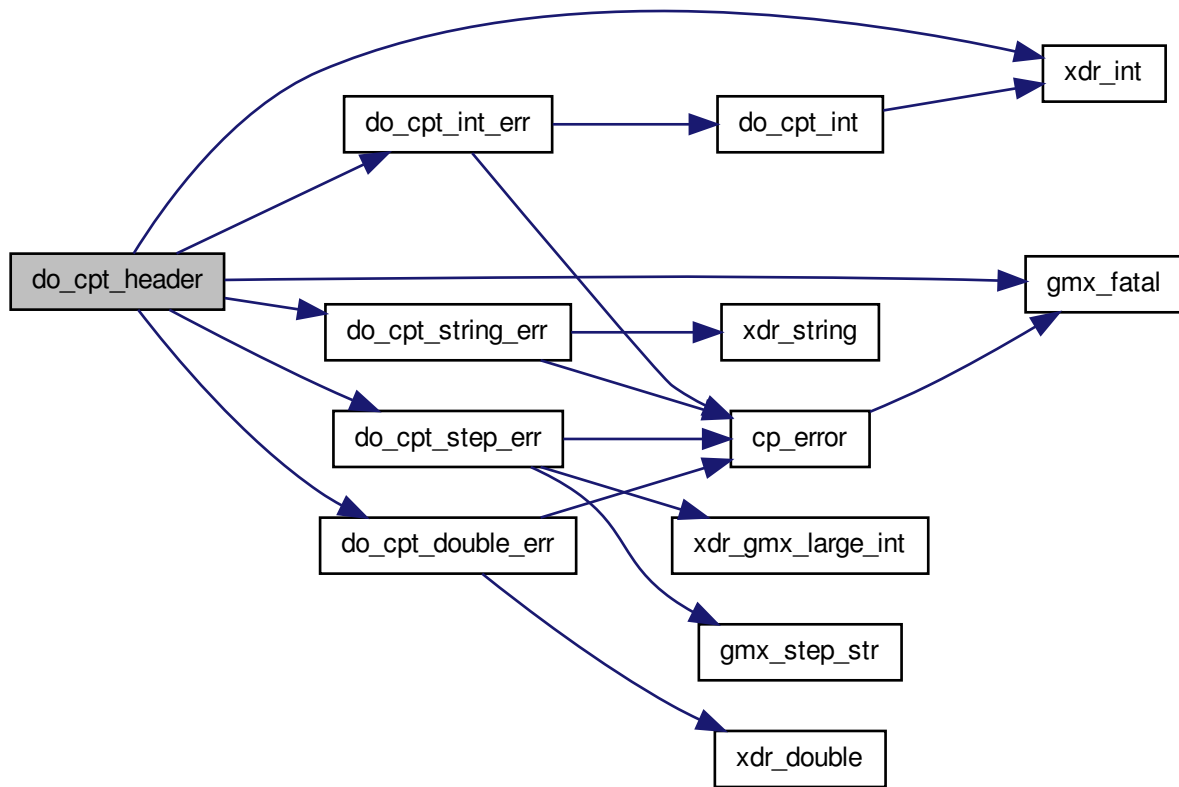 xdr_int
do_cpt_int_err
do_cpt_int
do_cpt_header
gmx_fatal
do_cpt_string_err
xdr_string
do_cpt_step_err
cp_error
do_cpt_double_err
xdr_gmx_large_int
gmx_step_str
xdr_double